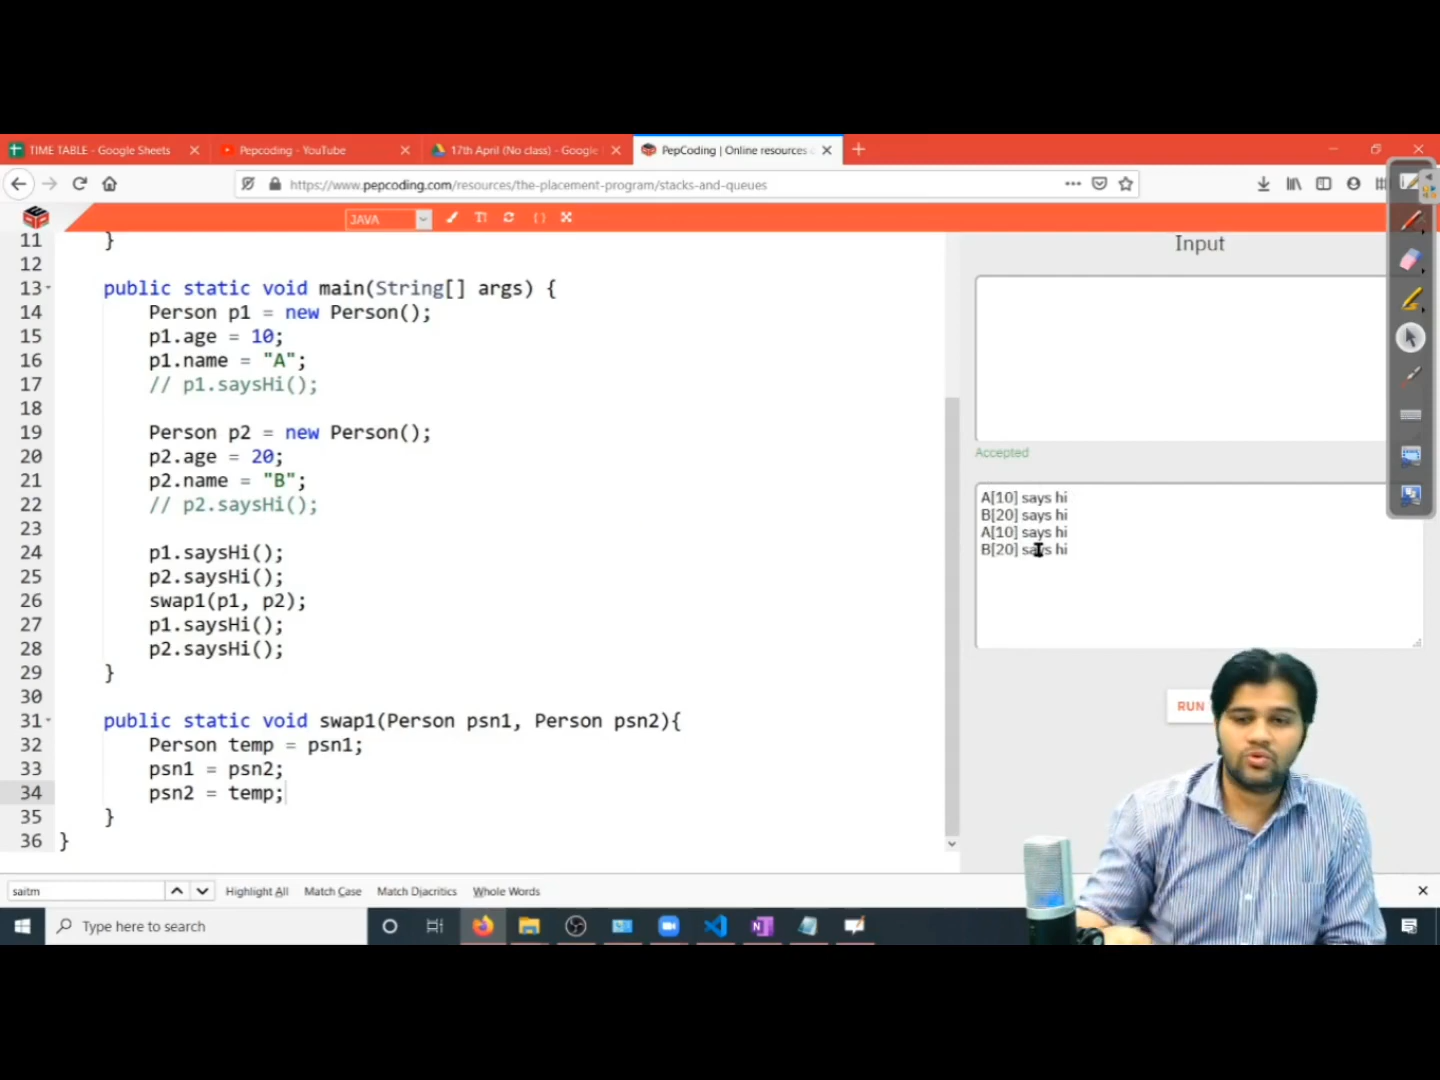 TIME TABLE - Google Sheets
Pepcoding - YouTube
17th April (No class) - Google
PepCoding | Online resources
https://www.pepcoding.com/resources/the-placement-program/stacks-and-queues
JAVA
Input
11 }
12
13 public static void main(String[] args) {
14 Person p1 = new Person();
15 p1.age = 10;
16 p1.name = "A";
17 // p1.saysHi();
18
19 Person p2 = new Person();
20 p2.age = 20;
21 p2.name = "B";
22 // p2.saysHi();
23
24 p1.saysHi();
25 p2.saysHi();
26 swap1(p1, p2);
27 p1.saysHi();
28 p2.saysHi();
29 }
30
31 public static void swap1(Person psn1, Person psn2){
32 Person temp = psn1;
33 psn1 = psn2;
34 psn2 = temp;
35 }
36 }
Accepted
A[10] says hi
B[20] says hi
A[10] says hi
B[20] says hi
RUN
saitm
Highlight All
Match Case
Match Diacritics
Whole Words
Type here to search